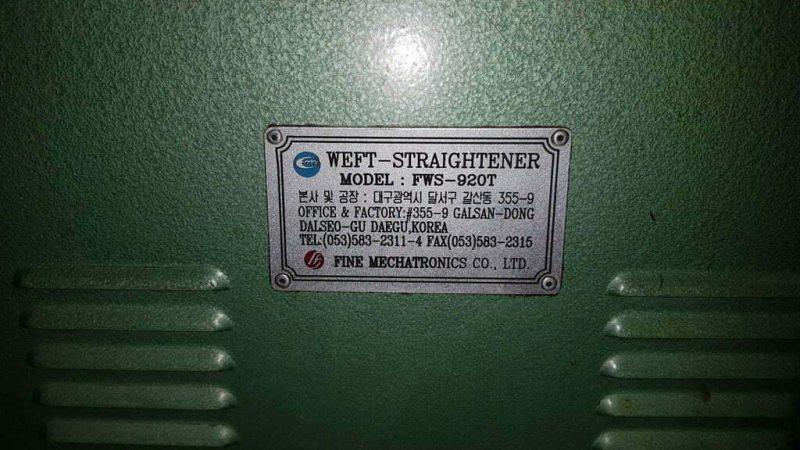 WEFT-STRAIGHTENER
MODEL : FWS-920T
본사 및 공장 : 대구광역시 달서구 갈산동 355-9
OFFICE & FACTORY:#355-9 GALSAN-DONG
DALSEO-GU DAEGU,KOREA
TEL:(053)583-2311-4 FAX(053)583-2315
FINE MECHATRONICS CO., LTD.